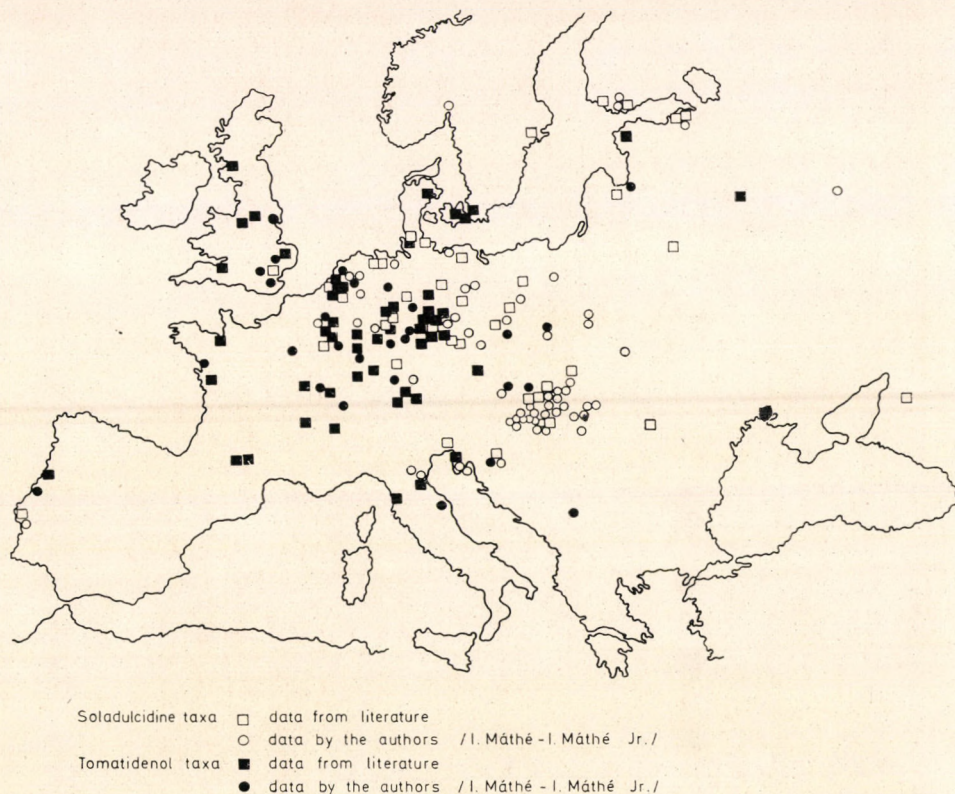 Soladulcidine taxa □ data from literature
○ data by the authors /I. Máthé - I. Máthé Jr./
Tomatidenol taxa ■ data from literature
● data by the authors /I. Máthé - I. Máthé Jr./